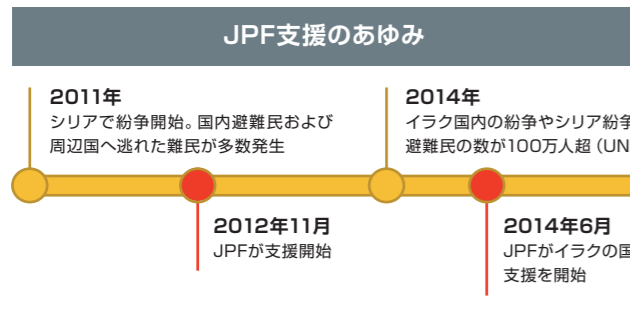 JPF支援のあゆみ
2011年
シリアで紛争開始。国内避難民および
周辺国へ逃れた難民が多数発生
2014年
イラク国内の紛争やシリア紛争
避難民の数が100万人超（UN
2012年11月
JPFが支援開始
2014年6月
JPFがイラクの国
支援を開始